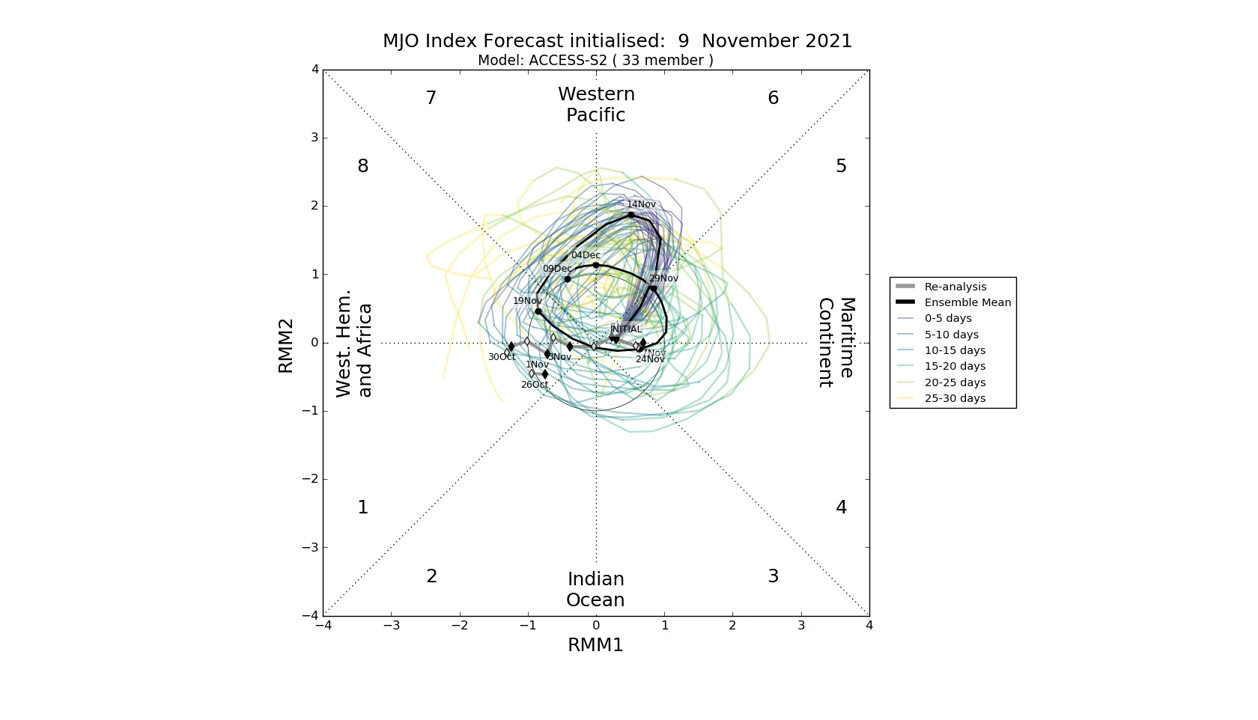 MJO Index Forecast initialised:  9  November 2021
Model: ACCESS-S2 ( 33 member )
4
3
2
1
0
−1
−2
−3
−4
RMM2
7
Western
Pacific
6
8
5
West. Hem.
and Africa
Maritime
Continent
1
4
2
Indian
Ocean
3
14Nov
04Dec
09Dec
29Nov
19Nov
INITIAL
30Oct
3Nov
1Nov
26Oct
24Nov
−4
−3
−2
−1
0
1
2
3
4
RMM1
Re-analysis
Ensemble Mean
0-5 days
5-10 days
10-15 days
15-20 days
20-25 days
25-30 days